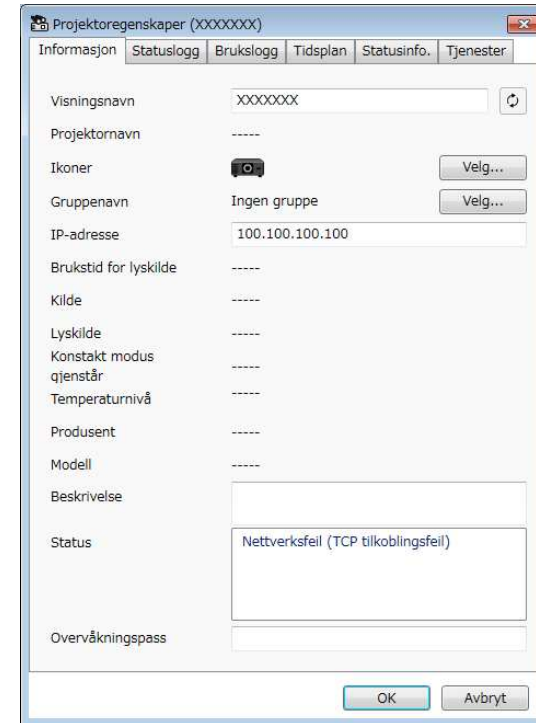 Projektoregenskaper (XXXXXXX)
Informasjon Statuslogg Brukslogg Tidsplan Statusinfo. Tjenester
Visningsnavn XXXXXXX
Projektornavn -----
Ikoner Velg...
Gruppenavn Ingen gruppe Velg...
IP-adresse 100.100.100.100
Brukstid for lyskilde -----
Kilde -----
Lyskilde -----
Konstakt modus
gjenstår -----
Temperaturnivå -----
Produsent -----
Modell -----
Beskrivelse
Status Nettverksfeil (TCP tilkoblingsfeil)
Overvåkningspass
OK Avbryt